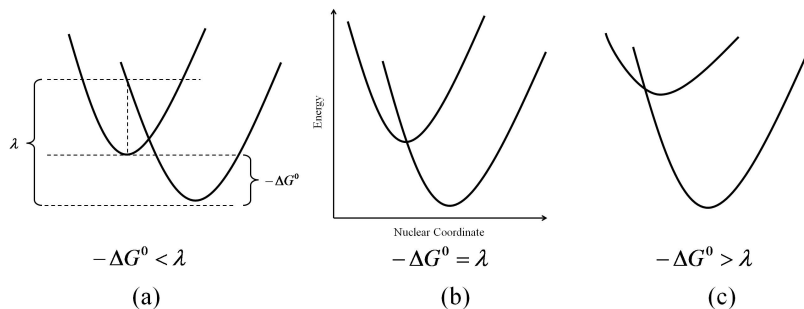 λ
−ΔG⁰
−ΔG⁰ < λ
(a)
Energy
Nuclear Coordinate
−ΔG⁰ = λ
(b)
−ΔG⁰ > λ
(c)